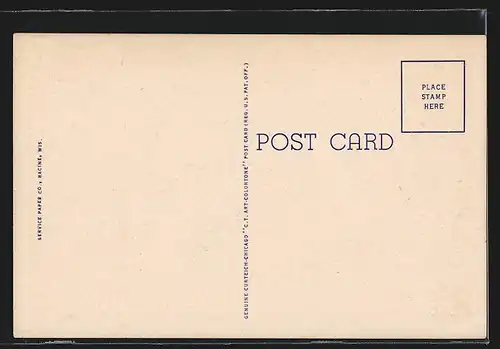 SERVICE PAPER CO., RACINE, WIS.
GENUINE CURTEICH-CHICAGO "C.T. ART-COLORTONE" POST CARD (REG. U.S. PAT. OFF.)
POST CARD
PLACE
STAMP
HERE